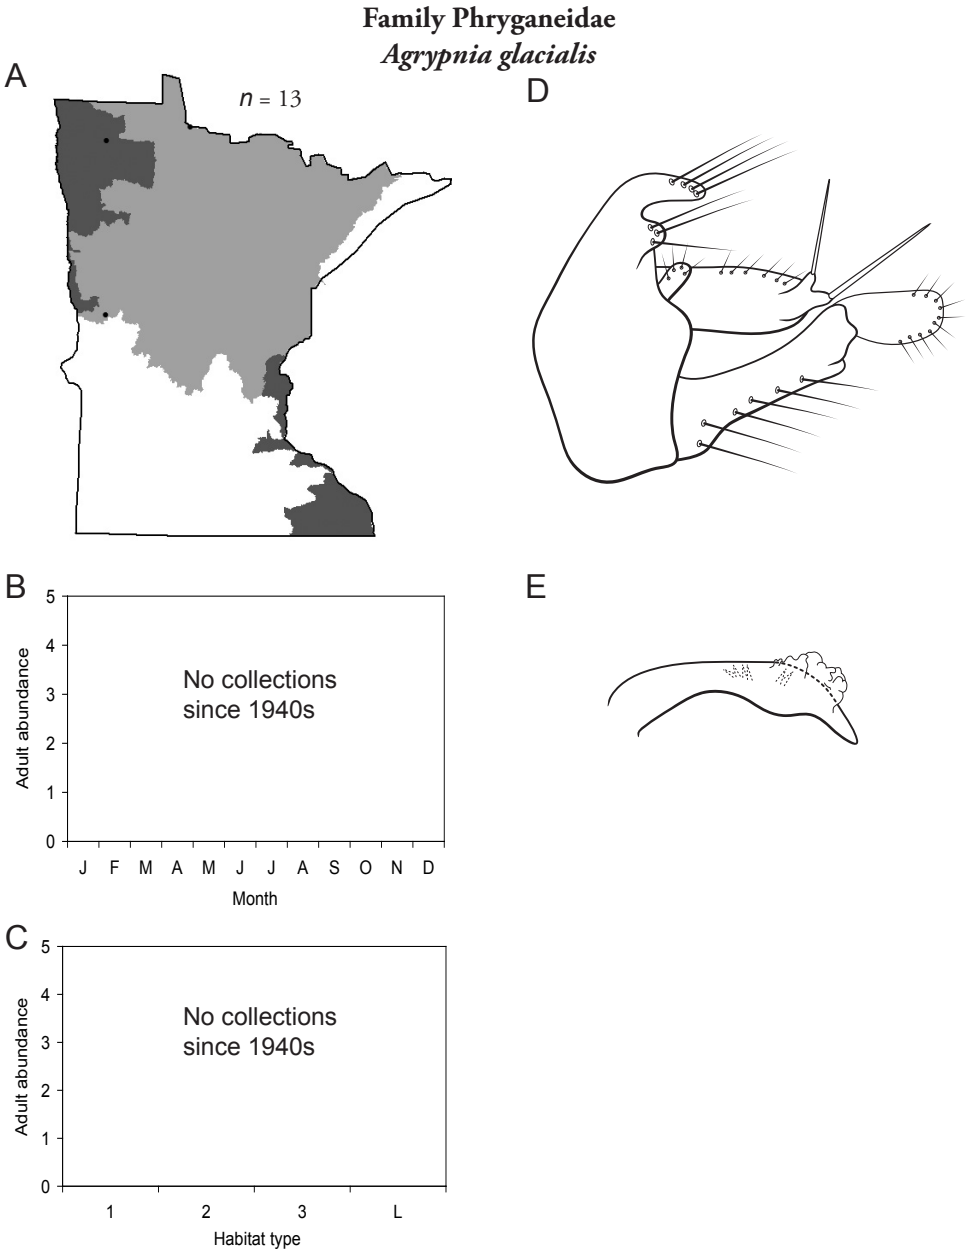 Family Phryganeidae
Agrypnia glacialis
A
n = 13
D
B
5
4
3
2
1
0
Adult abundance
No collections
since 1940s
J F M A M J J A S O N D
Month
E
C
5
4
3
2
1
0
Adult abundance
No collections
since 1940s
1 2 3 L
Habitat type